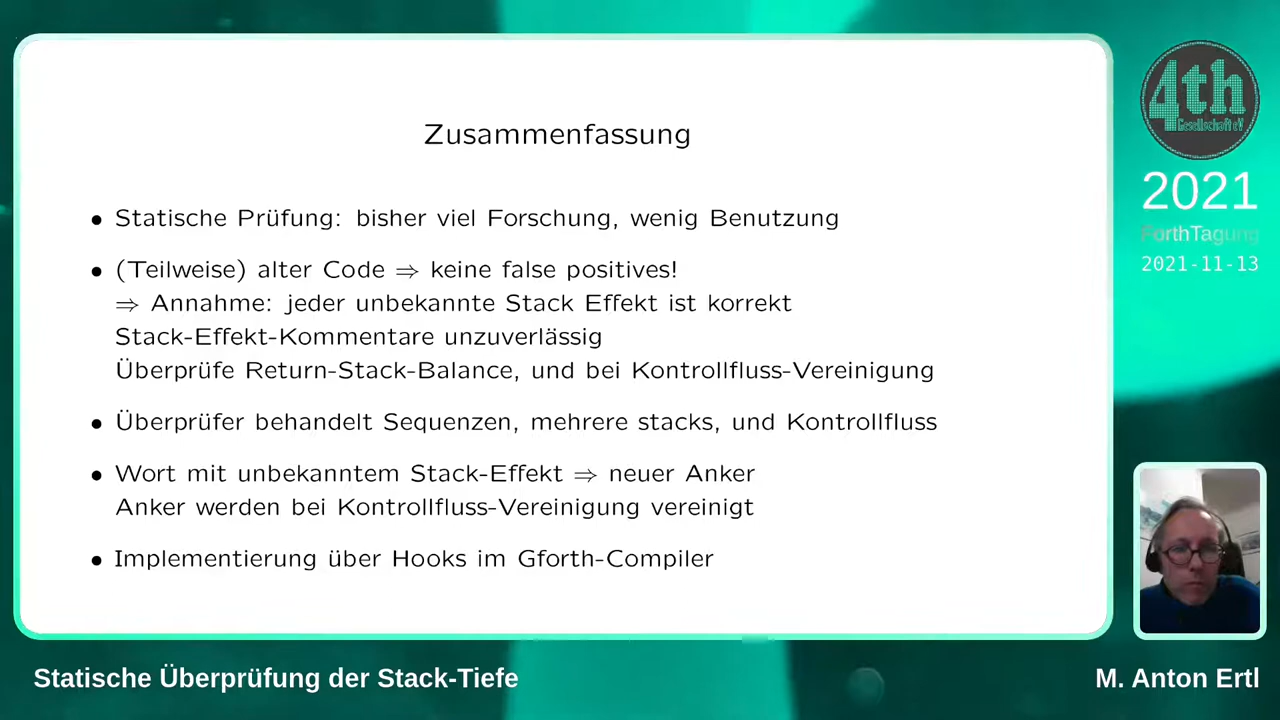 Zusammenfassung
• Statische Prüfung: bisher viel Forschung, wenig Benutzung
• (Teilweise) alter Code ⇒ keine false positives!
⇒ Annahme: jeder unbekannte Stack Effekt ist korrekt
Stack-Effekt-Kommentare unzuverlässig
Überprüfe Return-Stack-Balance, und bei Kontrollfluss-Vereinigung
• Überprüfer behandelt Sequenzen, mehrere stacks, und Kontrollfluss
• Wort mit unbekanntem Stack-Effekt ⇒ neuer Anker
Anker werden bei Kontrollfluss-Vereinigung vereinigt
• Implementierung über Hooks im Gforth-Compiler
4th
Gesellschaft eV
2021
ForthTagung
2021-11-13
Statische Überprüfung der Stack-Tiefe
M. Anton Ertl